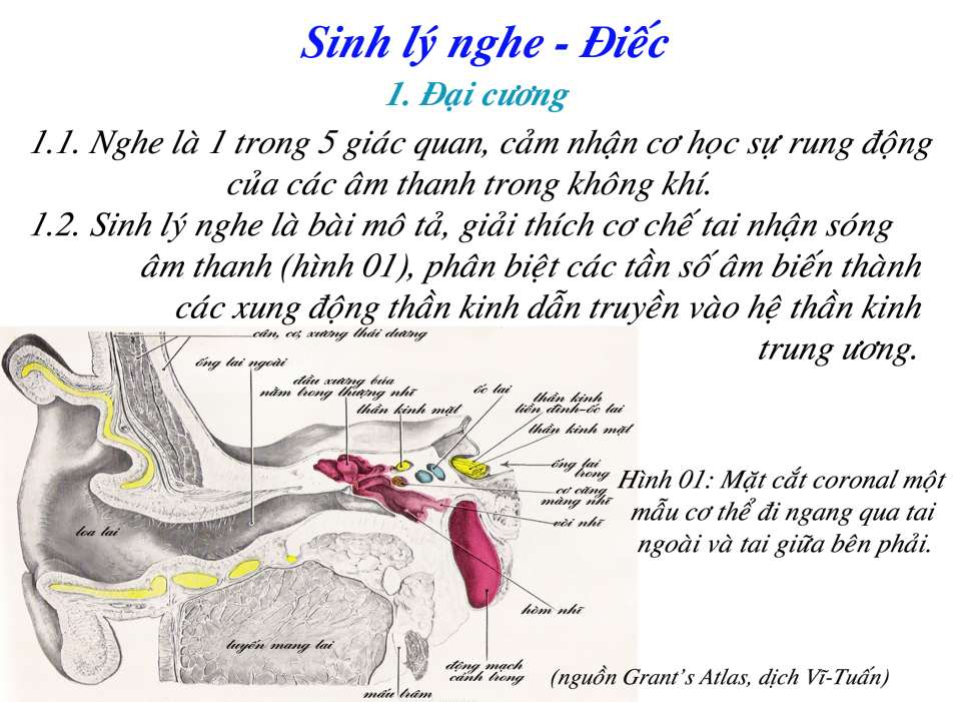 Sinh lý nghe - Điếc
1. Đại cương
1.1. Nghe là 1 trong 5 giác quan, cảm nhận cơ học sự rung động
của các âm thanh trong không khí.
1.2. Sinh lý nghe là bài mô tả, giải thích cơ chế tai nhận sóng
âm thanh (hình 01), phân biệt các tần số âm biến thành
các xung động thần kinh dẫn truyền vào hệ thần kinh
trung ương.
cân, cơ, xương thái dương
ống tai ngoài
đầu xương búa
nằm trong thượng nhĩ
thần kinh mặt
ốc tai
thần kinh
tiền đình-ốc tai
thần kinh mặt
ống tai
trong
cơ căng
màng nhĩ
vòi nhĩ
Hình 01: Mặt cắt coronal một
mẫu cơ thể đi ngang qua tai
ngoài và tai giữa bên phải.
loa tai
hòm nhĩ
tuyến mang tai
động mạch
cảnh trong
mấu trâm
(nguồn Grant's Atlas, dịch Vĩ-Tuấn)